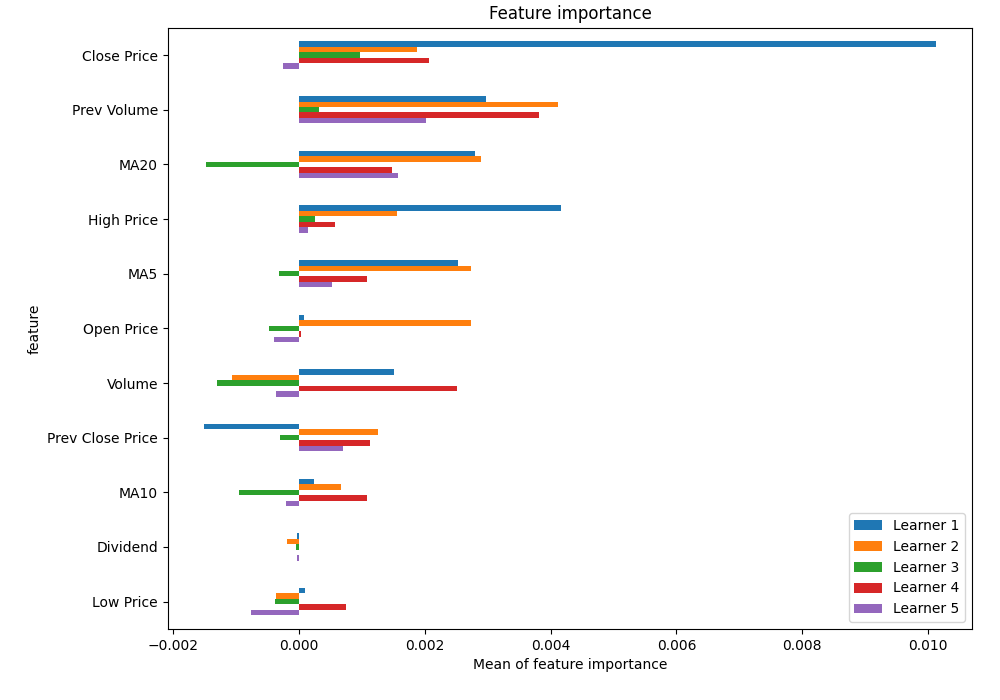 Feature importance
Close Price
Prev Volume
MA20
High Price
MA5
Open Price
Volume
Prev Close Price
MA10
Dividend
Low Price
feature
Learner 1
Learner 2
Learner 3
Learner 4
Learner 5
−0.002 0.000 0.002 0.004 0.006 0.008 0.010
Mean of feature importance